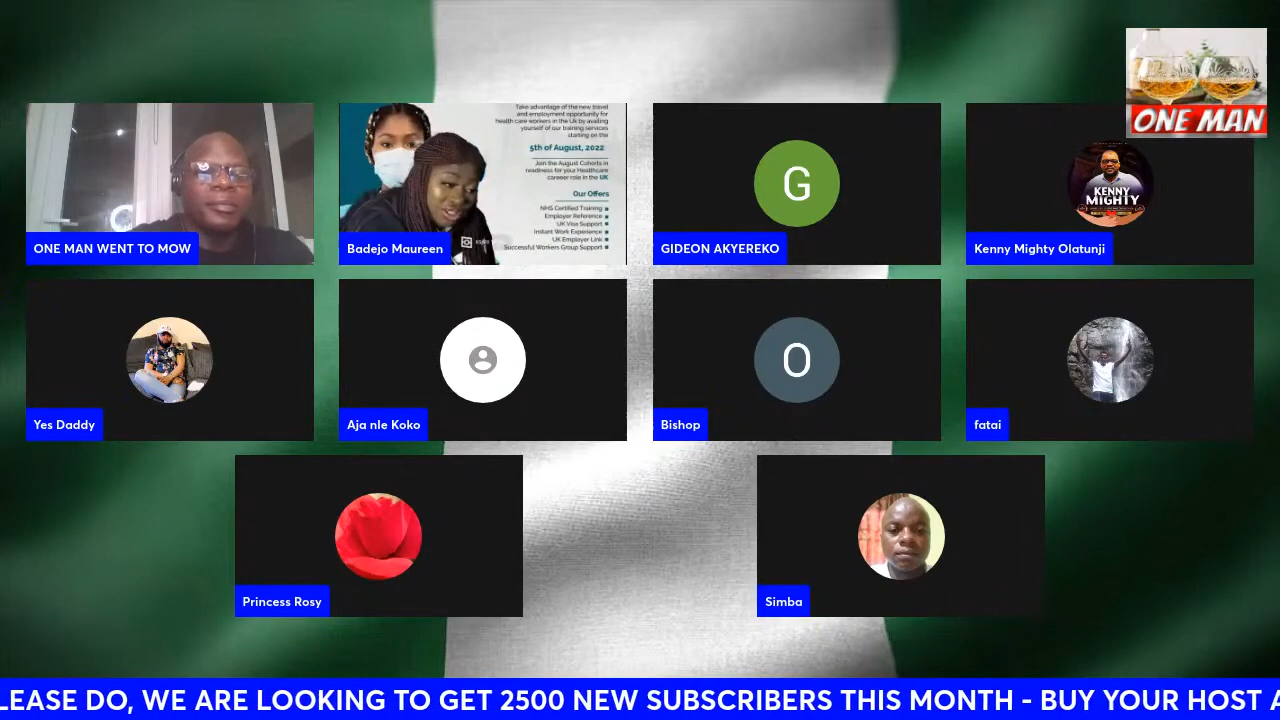 ONE MAN
Take advantage of the new travel
and employment opportunity for
health care workers in the Uk by availing
yourself of our training services
starting on the
5th of August, 2022
Join the August Cohorts in
readiness for your Healthcare
carreer role in the UK
Our Offers
NHS Certified Training
Employer Reference
UK Visa Support
Instant Work Experience
UK Employer Link
Successful Workers Group Support
G
KENNY
MIGHTY
ONE MAN WENT TO MOW
Badejo Maureen
GIDEON AKYEREKO
Kenny Mighty Olatunji
O
Yes Daddy
Aja nle Koko
Bishop
fatai
Princess Rosy
Simba
LEASE DO, WE ARE LOOKING TO GET 2500 NEW SUBSCRIBERS THIS MONTH - BUY YOUR HOST A